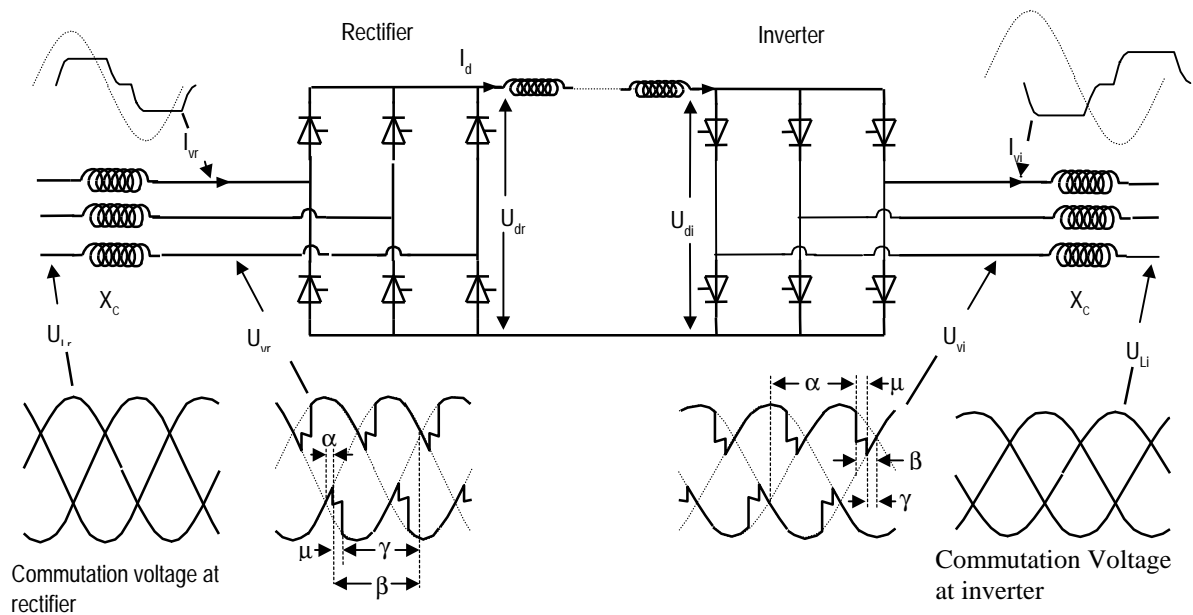 Rectifier
Inverter
I_d
I_vr
I_vi
U_dr
U_di
X_c
X_c
U_vr
U_vi
U_Li
α
μ
γ
β
α
μ
β
γ
Commutation voltage at
rectifier
Commutation Voltage
at inverter